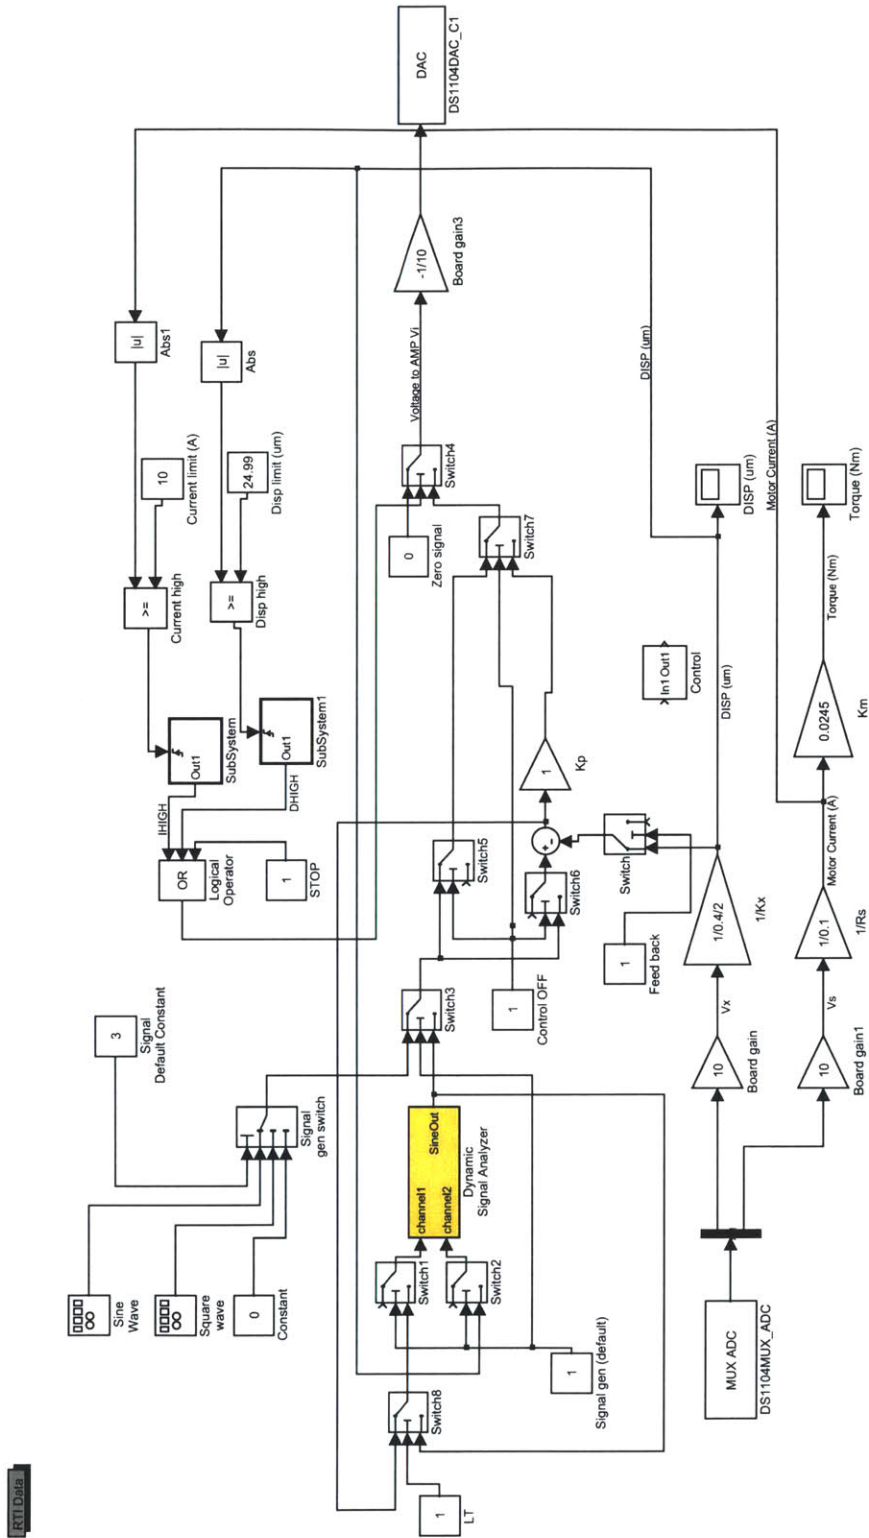 RTI Data
Sine
Wave
Square
wave
0
Constant
3
Signal
Default Constant
Signal
gen switch
OR
Logical
Operator
1
STOP
IHIGH
DHIGH
Out1
SubSystem
Out1
SubSystem1
>=
Current high
>=
Disp high
10
Current limit (A)
24.99
Disp limit (um)
|u|
Abs1
|u|
Abs
1
LT
Switch8
Switch1
Switch2
channel1
channel2
SineOut
Dynamic
Signal Analyzer
1
Signal gen (default)
Switch3
1
Control OFF
Switch5
Switch6
+
-
1
Kp
Switch
1
Feed back
0
Zero signal
Switch7
Switch4
Voltage to AMP Vi
-1/10
Board gain3
DAC
DS1104DAC_C1
MUX ADC
DS1104MUX_ADC
10
Board gain
Vx
1/0.4/2
1/Kx
DISP (um)
In1 Out1
Control
DISP (um)
DISP (um)
10
Board gain1
Vs
1/0.1
1/Rs
Motor Current (A)
0.0245
Km
Torque (Nm)
Torque (Nm)
Motor Current (A)